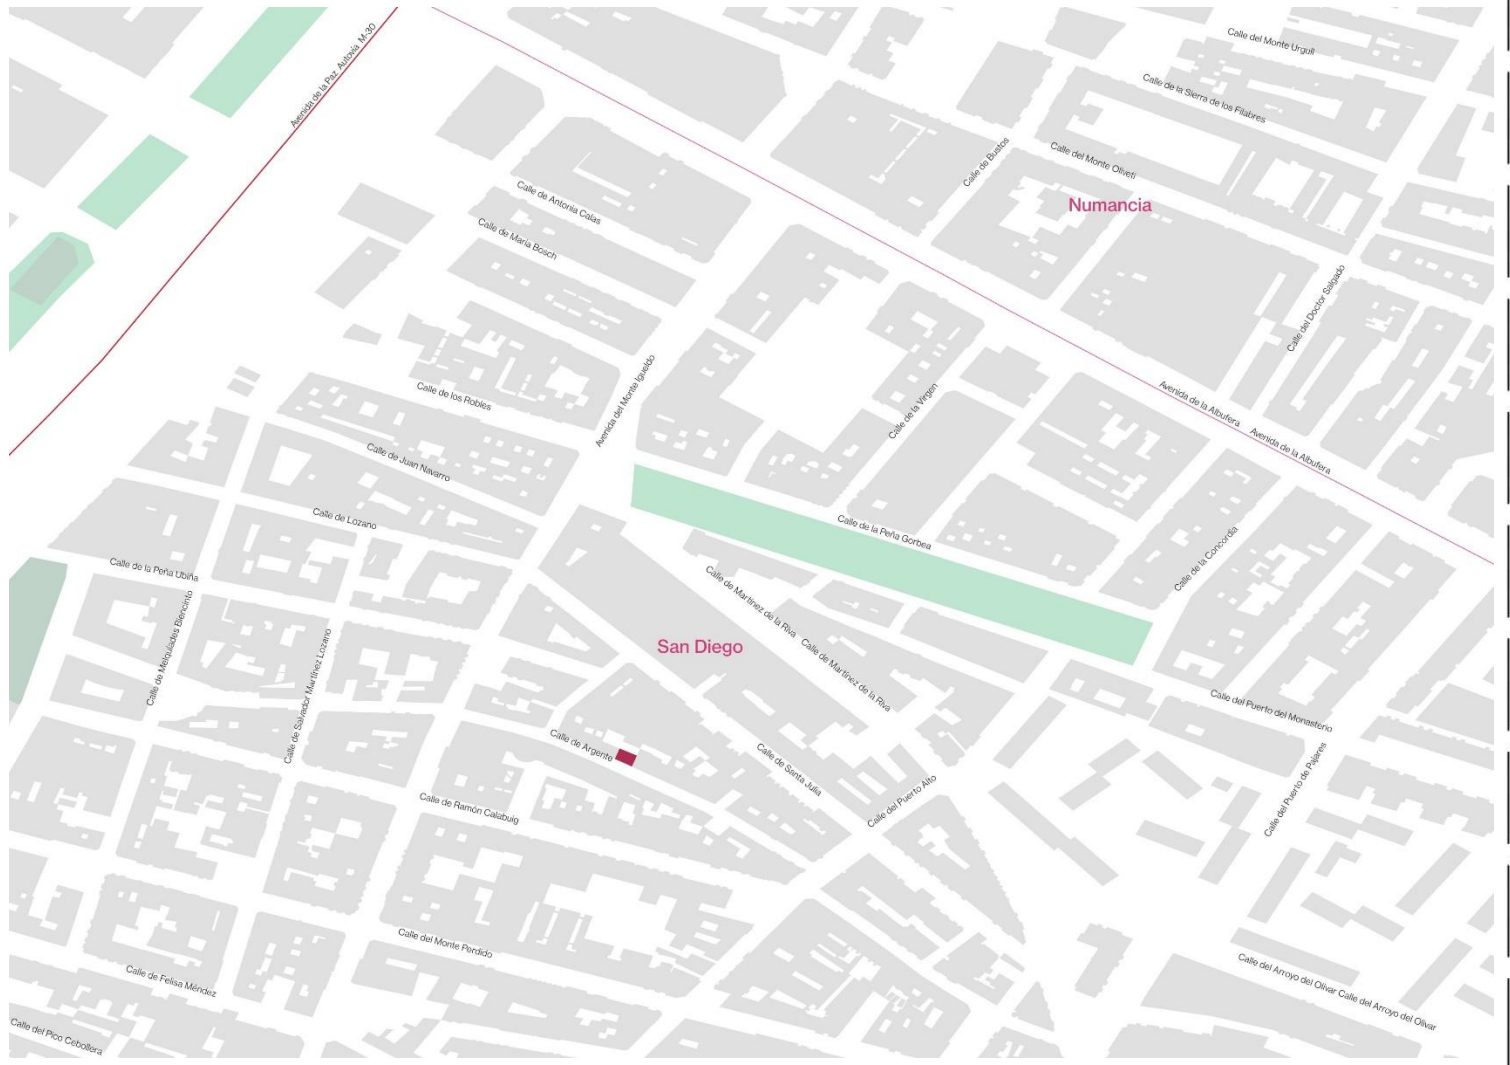 Avenida de la Paz Autovía M-30
Calle del Monte Urgull
Calle de la Sierra de los Filabres
Calle de Bustos
Calle del Monte Oliveti
Numancia
Calle de Antonia Calas
Calle de María Bosch
Calle del Doctor Salgado
Calle de los Robles
Avenida del Monte Igueldo
Calle de la Virgen
Avenida de la Albufera
Avenida de la Albufera
Calle de Juan Navarro
Calle de Lozano
Calle de la Peña Gorbea
Calle de la Concordia
Calle de la Peña Ubiña
Calle de Melquiades Biencinto
Calle de Salvador Martínez Lozano
Calle de Martínez de la Riva
Calle de Martínez de la Riva
San Diego
Calle del Puerto del Monasterio
Calle de Argente
Calle de Santa Julia
Calle del Puerto Alto
Calle del Puerto de Pajares
Calle de Ramón Calabuig
Calle del Monte Perdido
Calle de Felisa Méndez
Calle del Arroyo del Olivar Calle del Arroyo del Olivar
Calle del Pico Cebollera